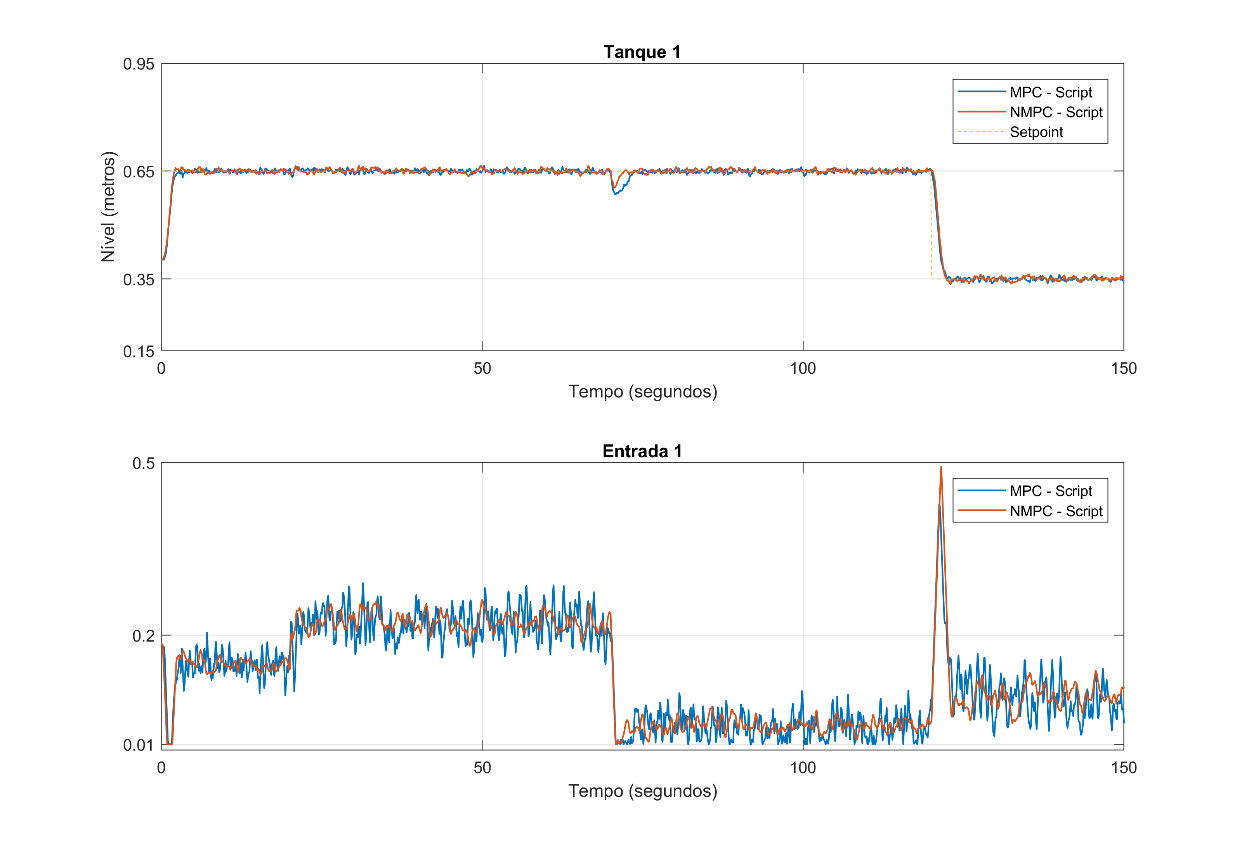 Tanque 1
0.95
0.65
0.35
0.15
Nível (metros)
MPC - Script
NMPC - Script
Setpoint
0
50
100
150
Tempo (segundos)
Entrada 1
0.5
0.2
0.01
MPC - Script
NMPC - Script
0
50
100
150
Tempo (segundos)